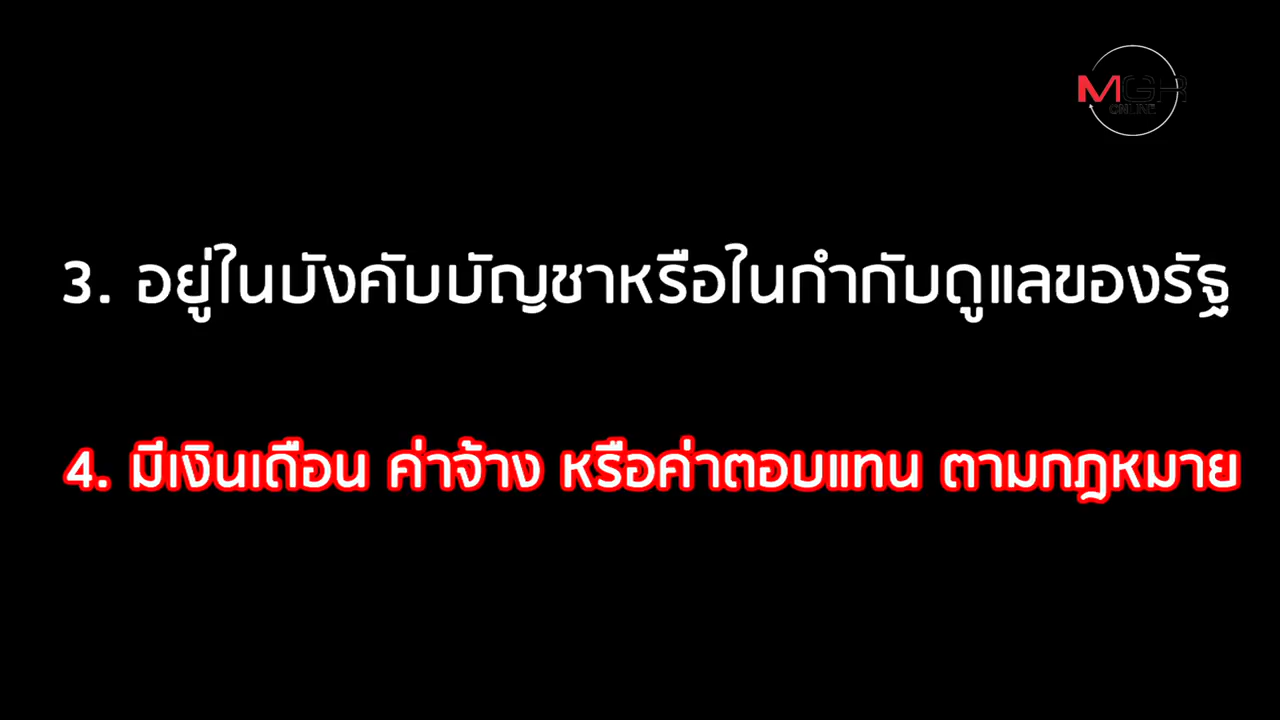 MGR
ONLINE
3. อยู่ในบังคับบัญชาหรือในกำกับดูแลของรัฐ
4. มีเงินเดือน ค่าจ้าง หรือค่าตอบแทน ตามกฎหมาย